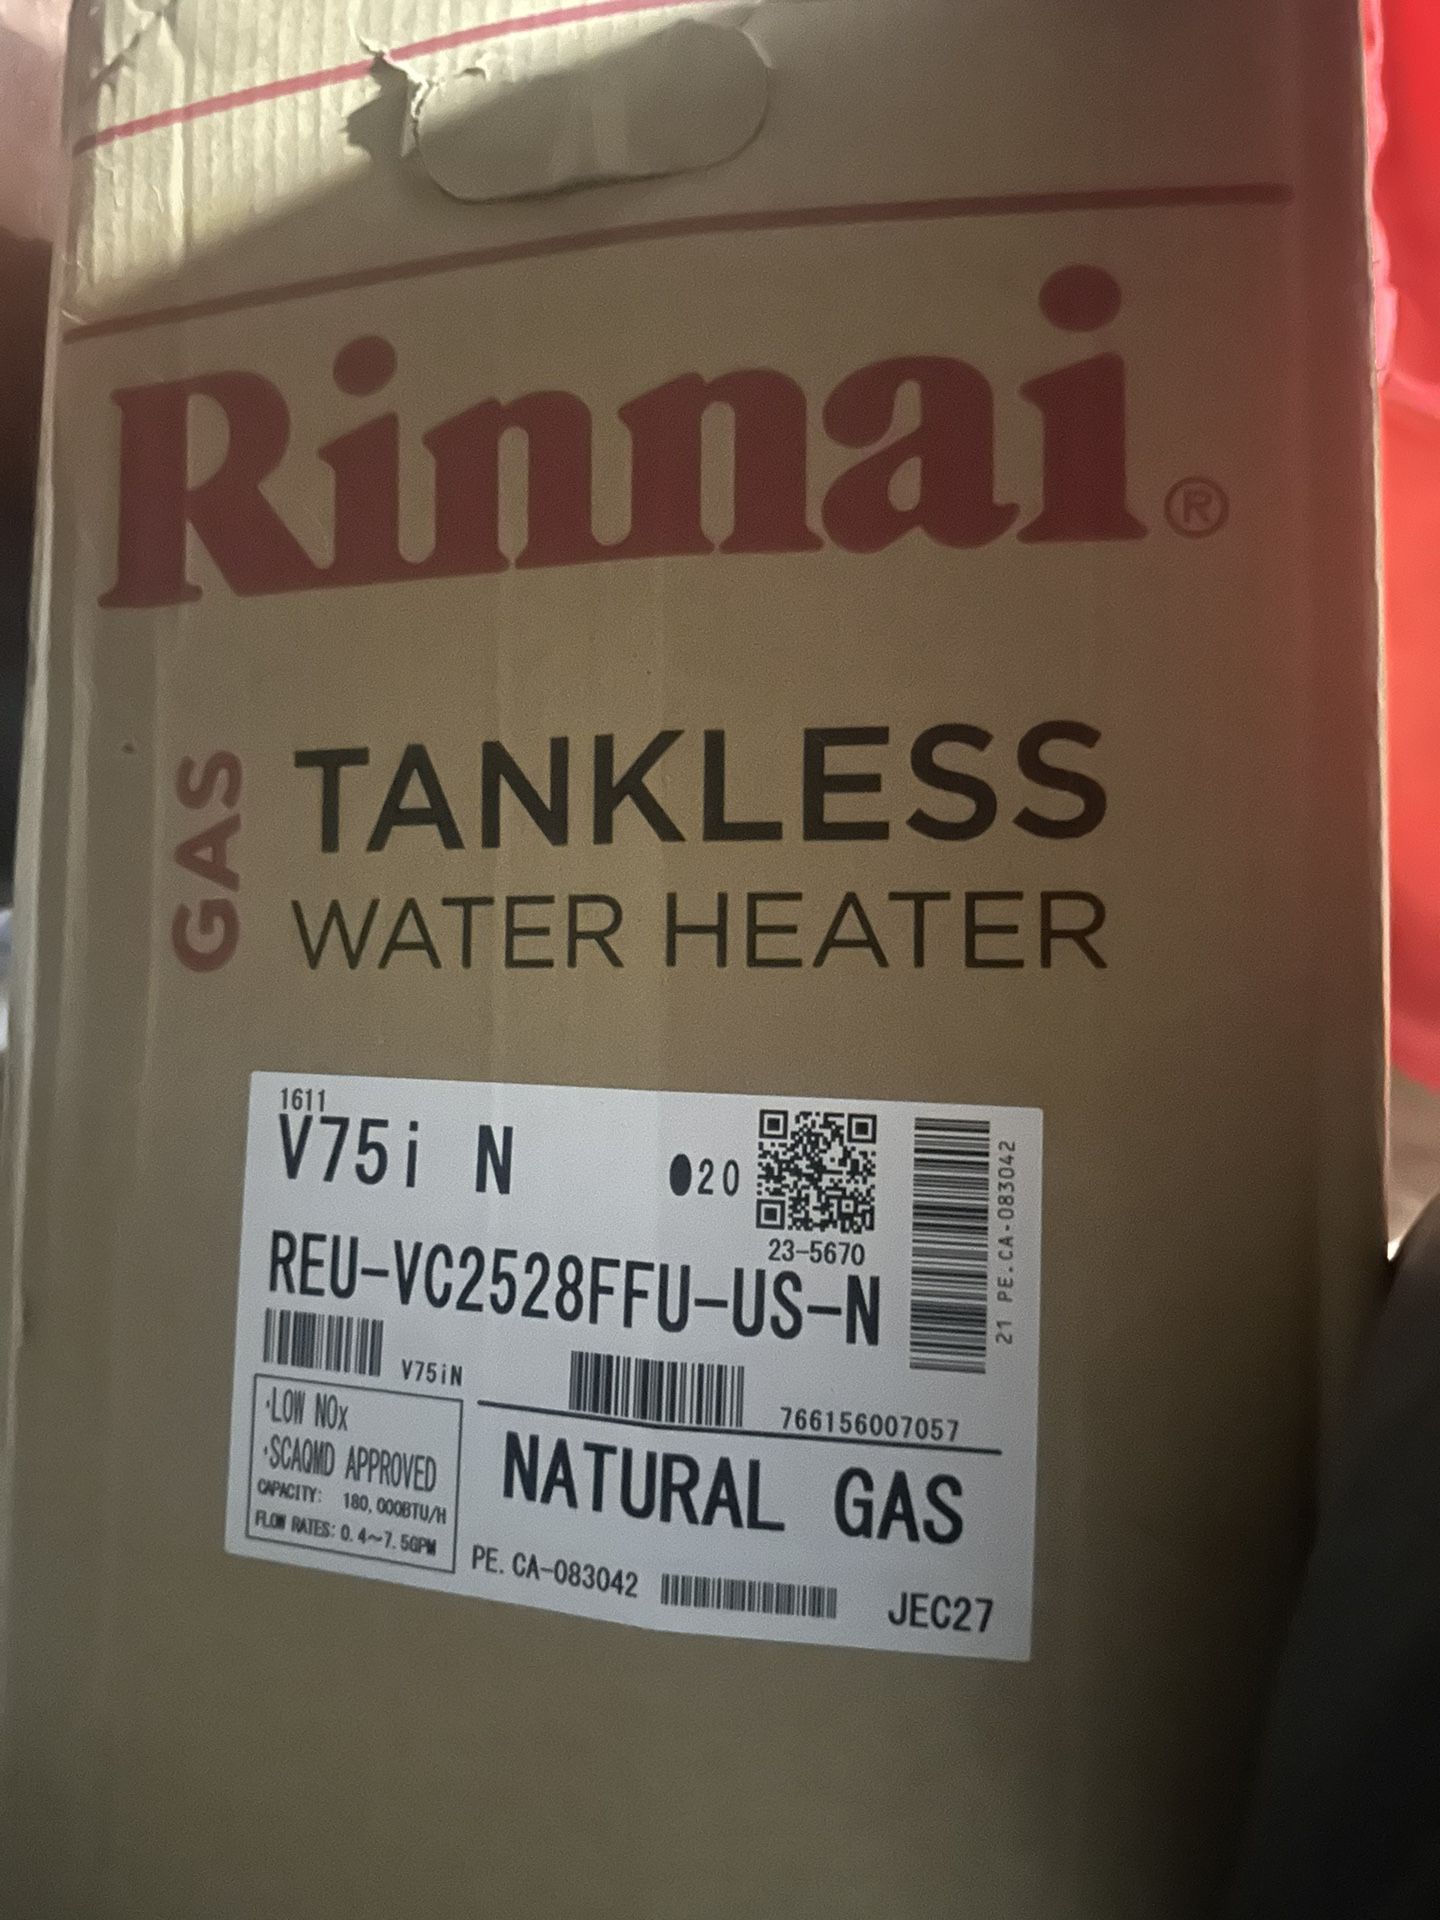 Rinnai®
GAS
TANKLESS
WATER HEATER
1611
V75i N
●20
23-5670
21 PE.CA-083042
REU-VC2528FFU-US-N
V75iN
766156007057
·LOW NOx
·SCAQMD APPROVED
CAPACITY: 180,000BTU/H
FLOW RATES: 0.4~7.5GPM
NATURAL GAS
PE.CA-083042
JEC27